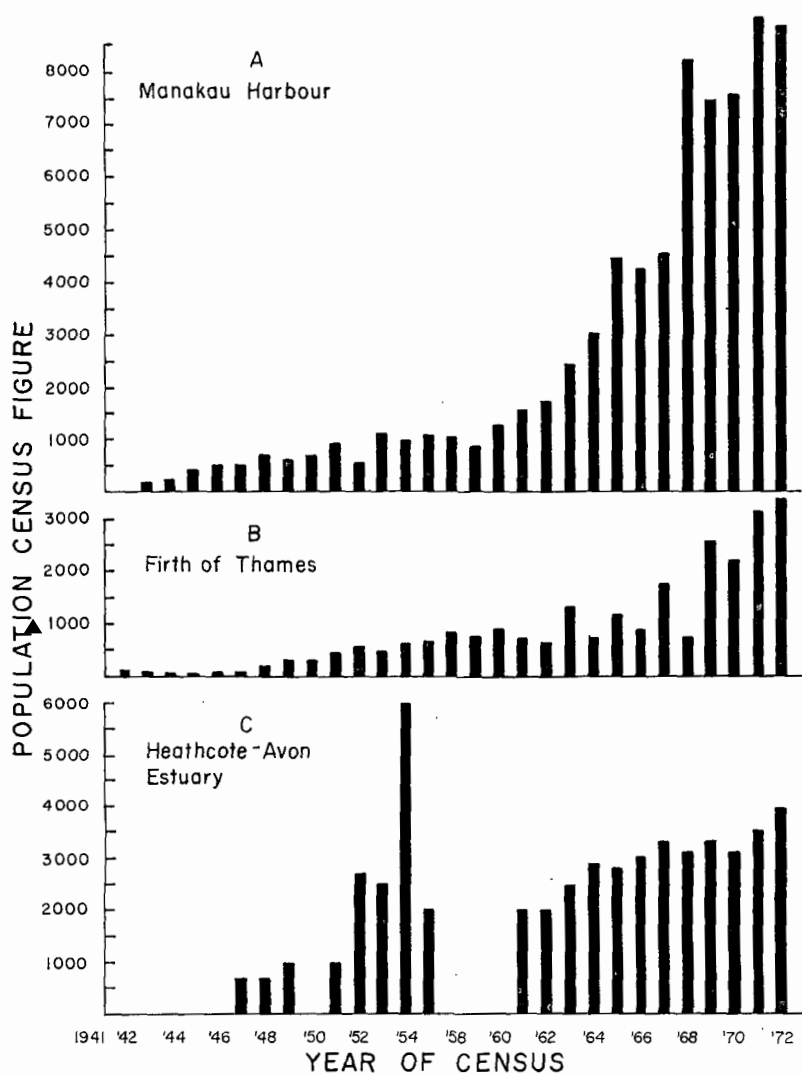 A
Manakau Harbour
8000
7000
6000
5000
4000
3000
2000
1000
B
Firth of Thames
3000
2000
1000
C
Heathcote-Avon
Estuary
6000
5000
4000
3000
2000
1000
POPULATION CENSUS FIGURE
1941 '42 '44 '46 '48 '50 '52 '54 '58 '60 '62 '64 '66 '68 '70 '72
YEAR OF CENSUS